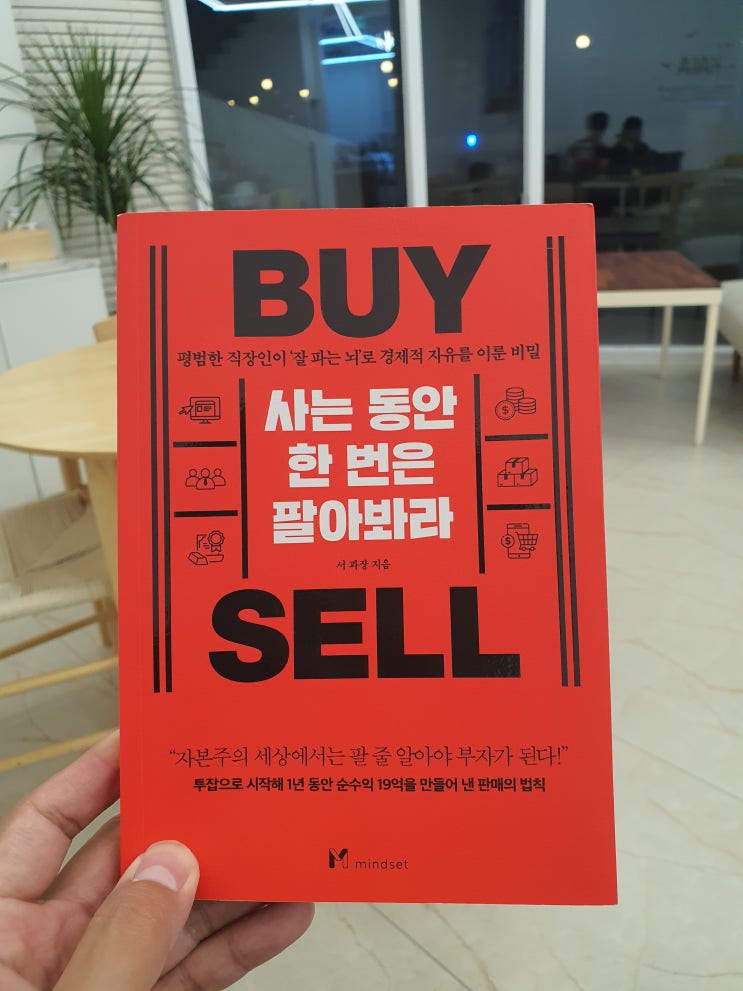 BUY
평범한 직장인이 '잘 파는 뇌'로 경제적 자유를 이룬 비밀
사는 동안
한 번은
팔아봐라
서 과장 지음
SELL
"자본주의 세상에서는 팔 줄 알아야 부자가 된다!"
투잡으로 시작해 1년 동안 순수익 19억을 만들어 낸 판매의 법칙
mindset